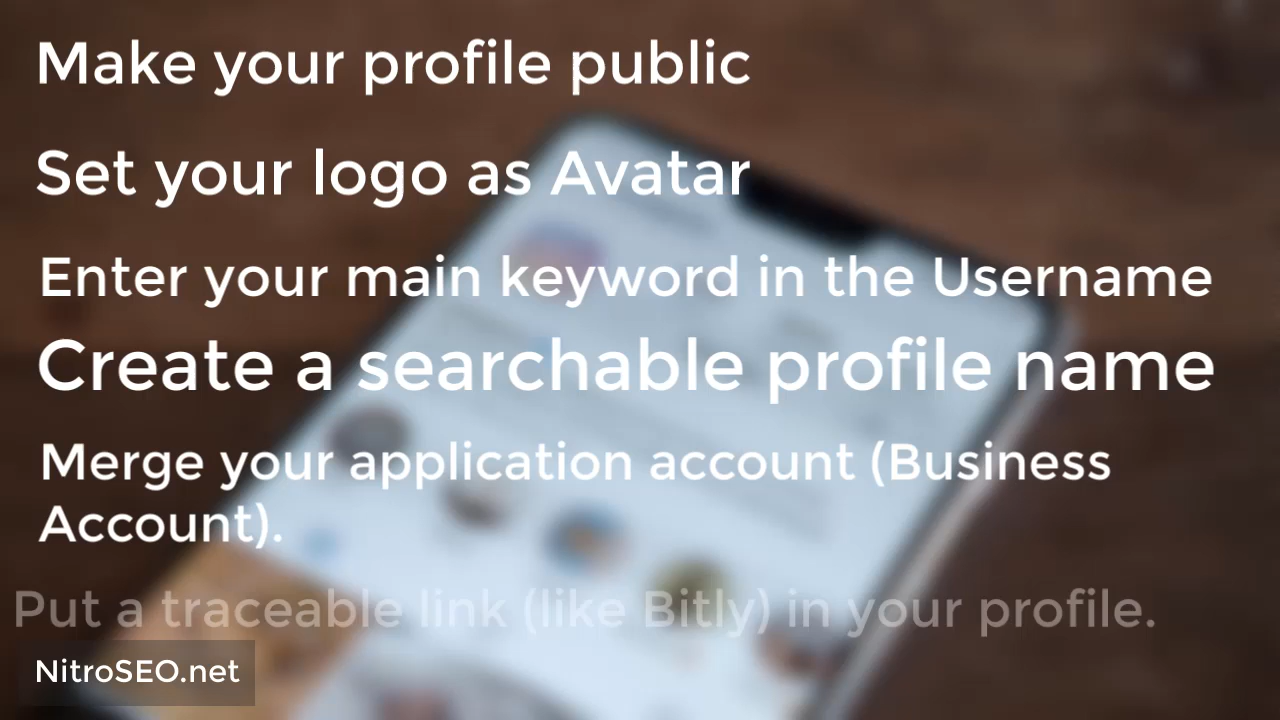 Make your profile public
Set your logo as Avatar
Enter your main keyword in the Username
Create a searchable profile name
Merge your application account (Business
Account).
Put a traceable link (like Bitly) in your profile.
NitroSEO.net